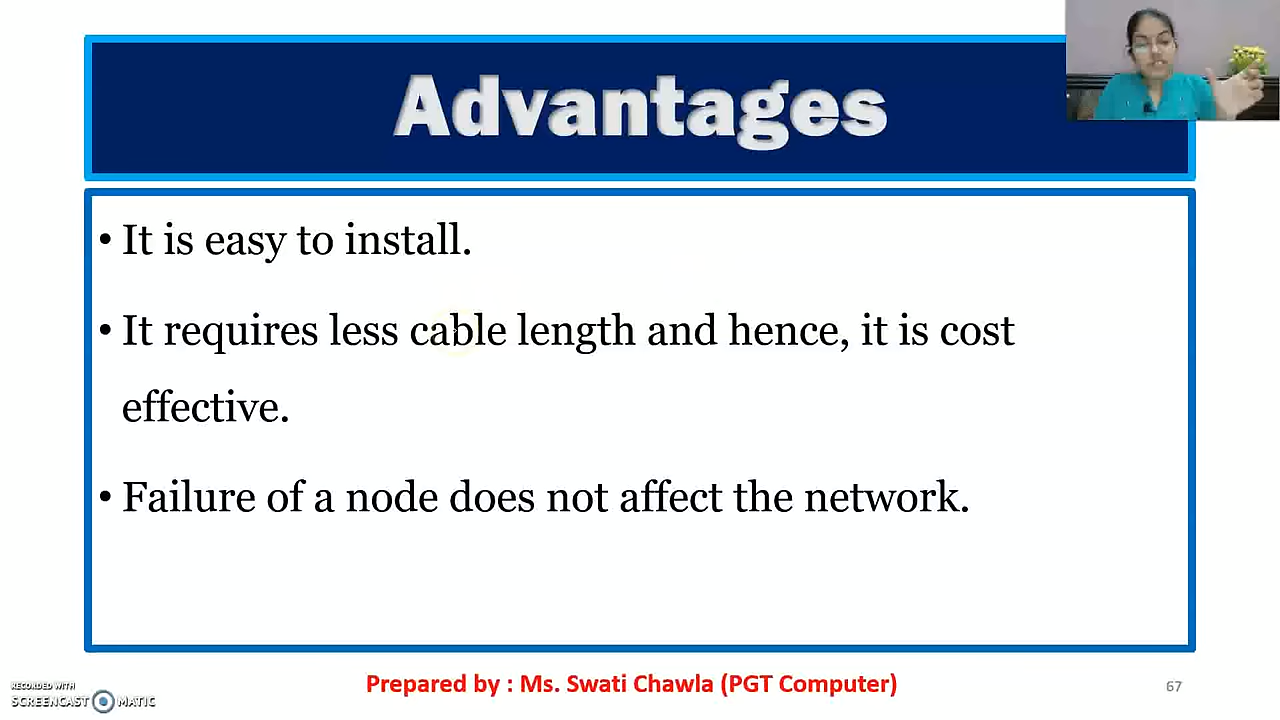 Advantages
• It is easy to install.
• It requires less cable length and hence, it is cost
effective.
• Failure of a node does not affect the network.
Prepared by : Ms. Swati Chawla (PGT Computer)
67
RECORDED WITH
SCREENCAST MATIC